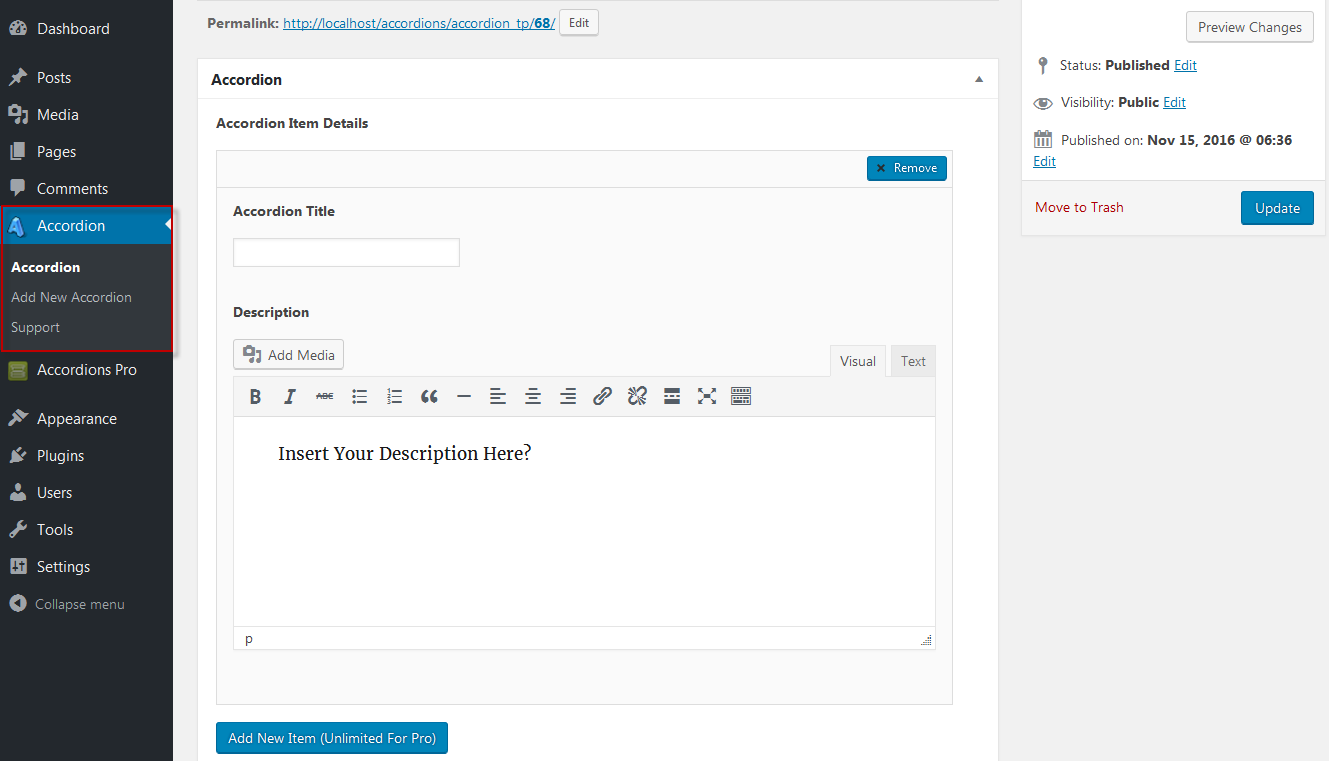 Dashboard
Posts
Media
Pages
Comments
Accordion
Accordion
Add New Accordion
Support
Accordions Pro
Appearance
Plugins
Users
Tools
Settings
Collapse menu
Permalink: http://localhost/accordions/accordion_tp/68/ Edit
Accordion
Accordion Item Details
Remove
Accordion Title
Description
Add Media
Visual Text
B I ABC
Insert Your Description Here?
p
Add New Item (Unlimited For Pro)
Preview Changes
Status: Published Edit
Visibility: Public Edit
Published on: Nov 15, 2016 @ 06:36
Edit
Move to Trash
Update